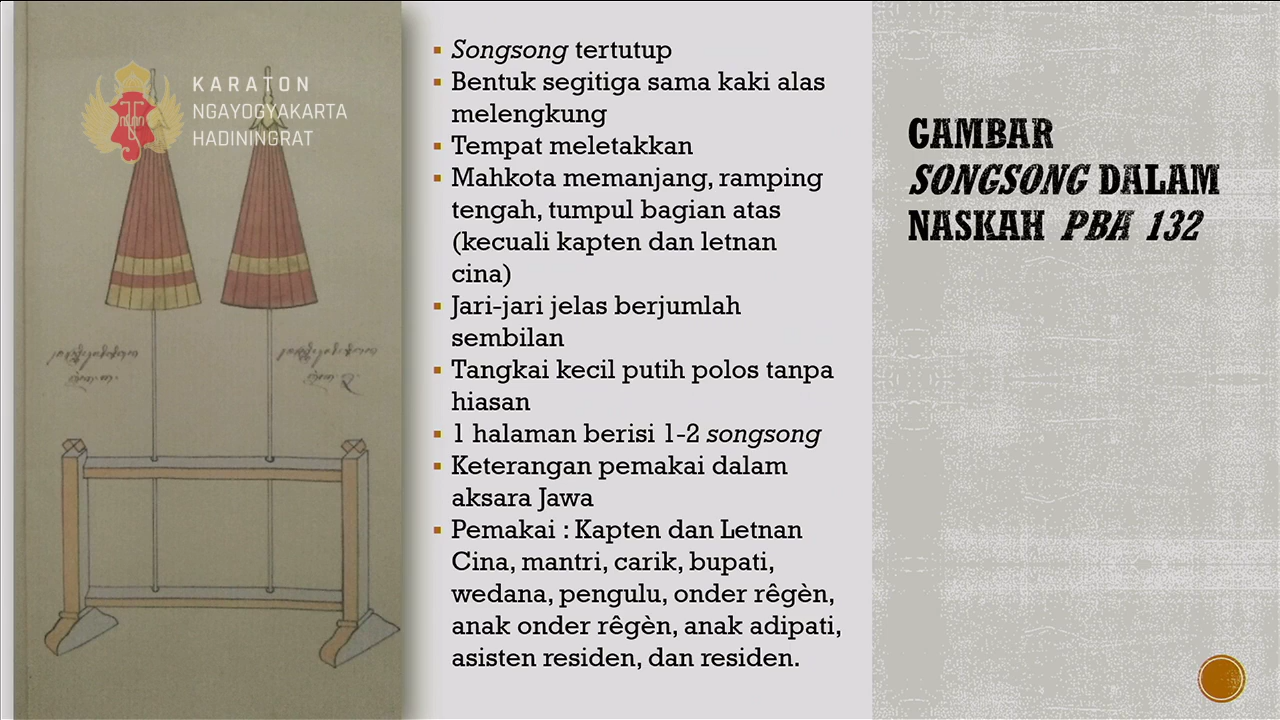 KARATON
NGAYOGYAKARTA
HADININGRAT
Songsong tertutup
Bentuk segitiga sama kaki alas
melengkung
Tempat meletakkan
Mahkota memanjang, ramping
tengah, tumpul bagian atas
(kecuali kapten dan letnan
cina)
Jari-jari jelas berjumlah
sembilan
Tangkai kecil putih polos tanpa
hiasan
1 halaman berisi 1-2 songsong
Keterangan pemakai dalam
aksara Jawa
Pemakai : Kapten dan Letnan
Cina, mantri, carik, bupati,
wedana, pengulu, onder rêgèn,
anak onder rêgèn, anak adipati,
asisten residen, dan residen.
GAMBAR
SONGSONG DALAM
NASKAH PBA 132